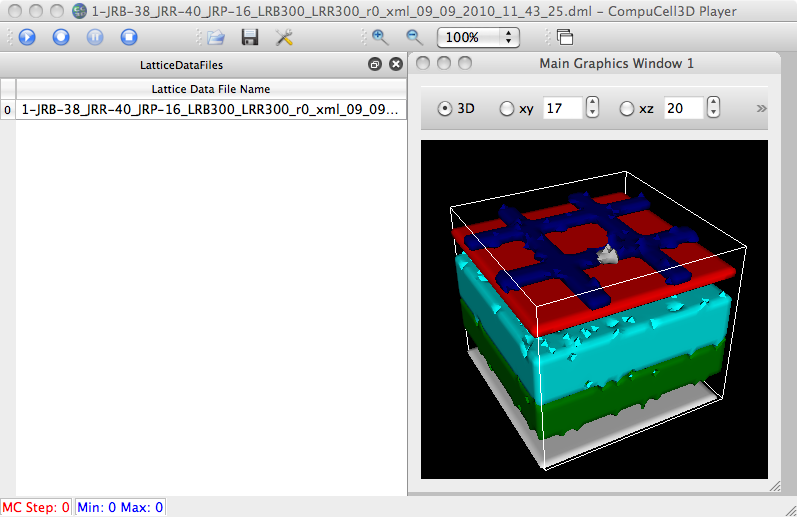 1-JRB-38_JRR-40_JRP-16_LRB300_LRR300_r0_xml_09_09_2010_11_43_25.dml - CompuCell3D Player
100%
LatticeDataFiles
Lattice Data File Name
0 1-JRB-38_JRR-40_JRP-16_LRB300_LRR300_r0_xml_09_09...
Main Graphics Window 1
3D xy 17 xz 20 »
MC Step: 0 Min: 0 Max: 0